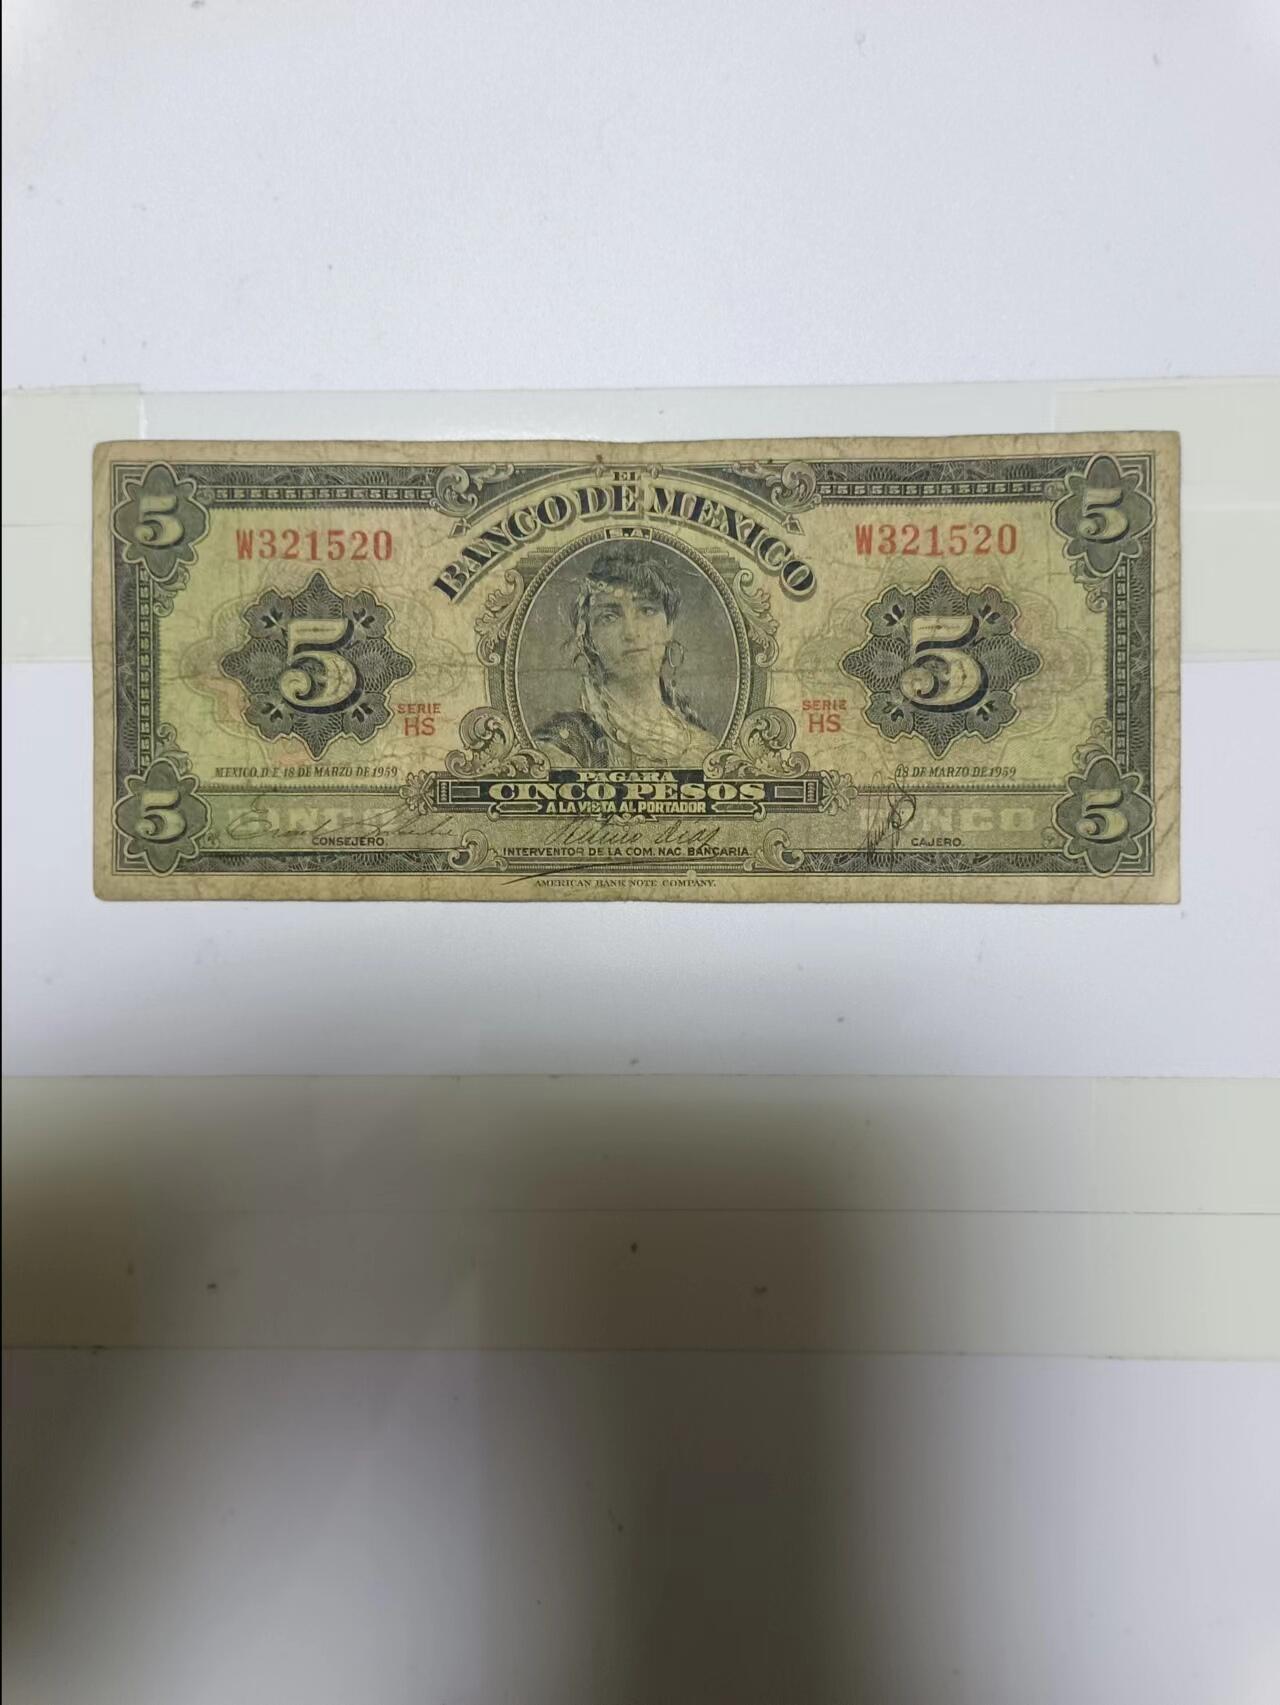 EL
BANCO DE MEXICO
S.A.
5 5
W321520 W321520
5 5
SERIE SERIE
HS HS
MEXICO, D.F. 18 DE MARZO DE 1959 18 DE MARZO DE 1959
PAGARA
CINCO PESOS
A LA VISTA AL PORTADOR
5 CINCO CINCO 5
CONSEJERO. INTERVENTOR DE LA COM. NAC. BANCARIA. CAJERO.
AMERICAN BANK NOTE COMPANY.